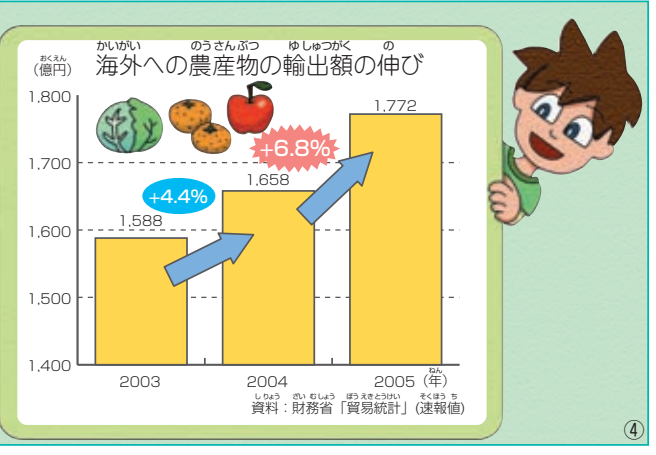 かいがい のうさんぶつ ゆしゅつがく の
海外への農産物の輸出額の伸び
おくえん
(億円)
1,800
1,772
1,700
+6.8%
1,658
+4.4%
1,600
1,588
1,500
1,400
2003 2004 2005 (年)
ねん
しりょう ざいむしょう ぼうえきとうけい そくほうち
資料：財務省「貿易統計」(速報値)
④